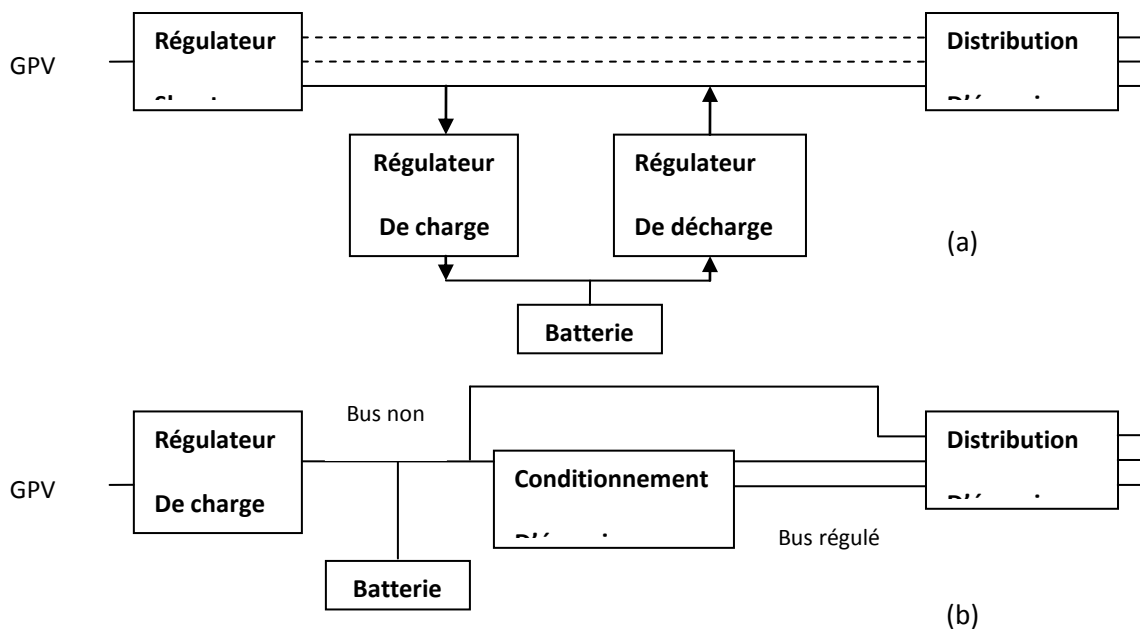 GPV
Régulateur
Distribution
Régulateur
De charge
Régulateur
De décharge
(a)
Batterie
Bus non
GPV
Régulateur
De charge
Conditionnement
Distribution
Bus régulé
Batterie
(b)